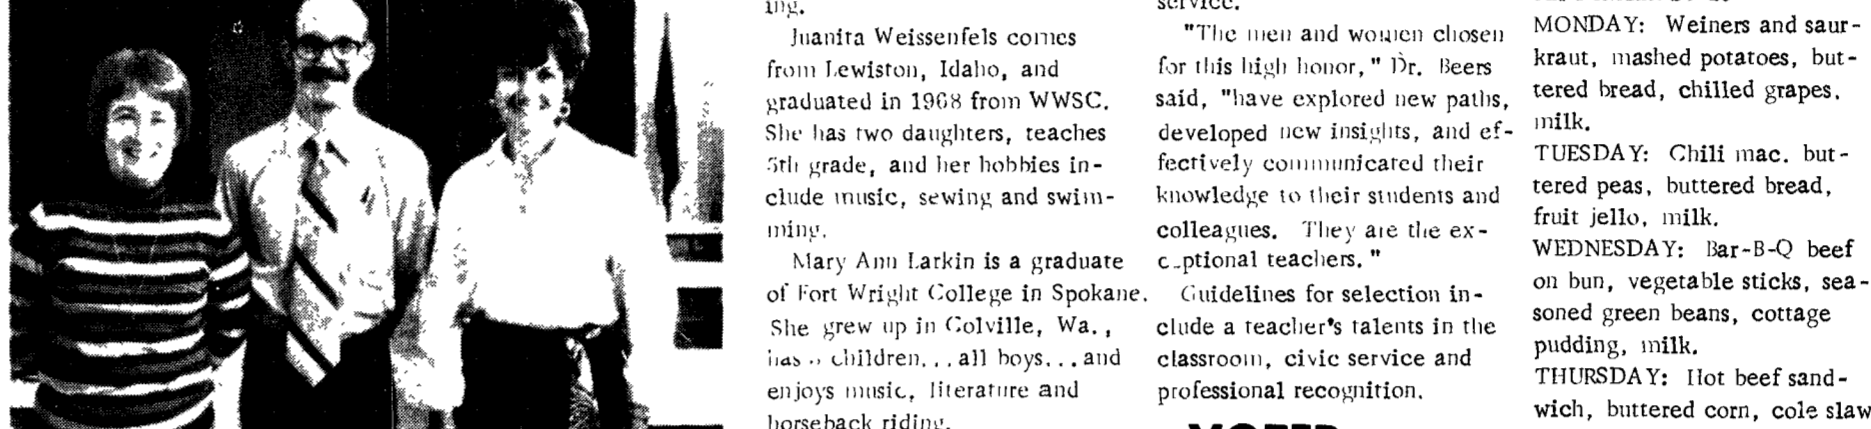 ing.
Juanita Weissenfels comes
from Lewiston, Idaho, and
graduated in 1968 from WWSC.
She has two daughters, teaches
5th grade, and her hobbies in-
clude music, sewing and swim-
ming.
Mary Ann Larkin is a graduate
of Fort Wright College in Spokane.
She grew up in Colville, Wa.,
has children...all boys...and
enjoys music, literature and
horseback riding.
service.
"The men and women chosen
for this high honor," Dr. Beers
said, "have explored new paths,
developed new insights, and ef-
fectively communicated their
knowledge to their students and
colleagues. They are the ex-
c_ptional teachers."
Guidelines for selection in-
clude a teacher's talents in the
classroom, civic service and
professional recognition.
MONDAY: Weiners and saur-
kraut, mashed potatoes, but-
tered bread, chilled grapes.
milk.
TUESDAY: Chili mac. but-
tered peas, buttered bread,
fruit jello, milk.
WEDNESDAY: Bar-B-Q beef
on bun, vegetable sticks, sea-
soned green beans, cottage
pudding, milk.
THURSDAY: Hot beef sand-
wich, buttered corn, cole slaw